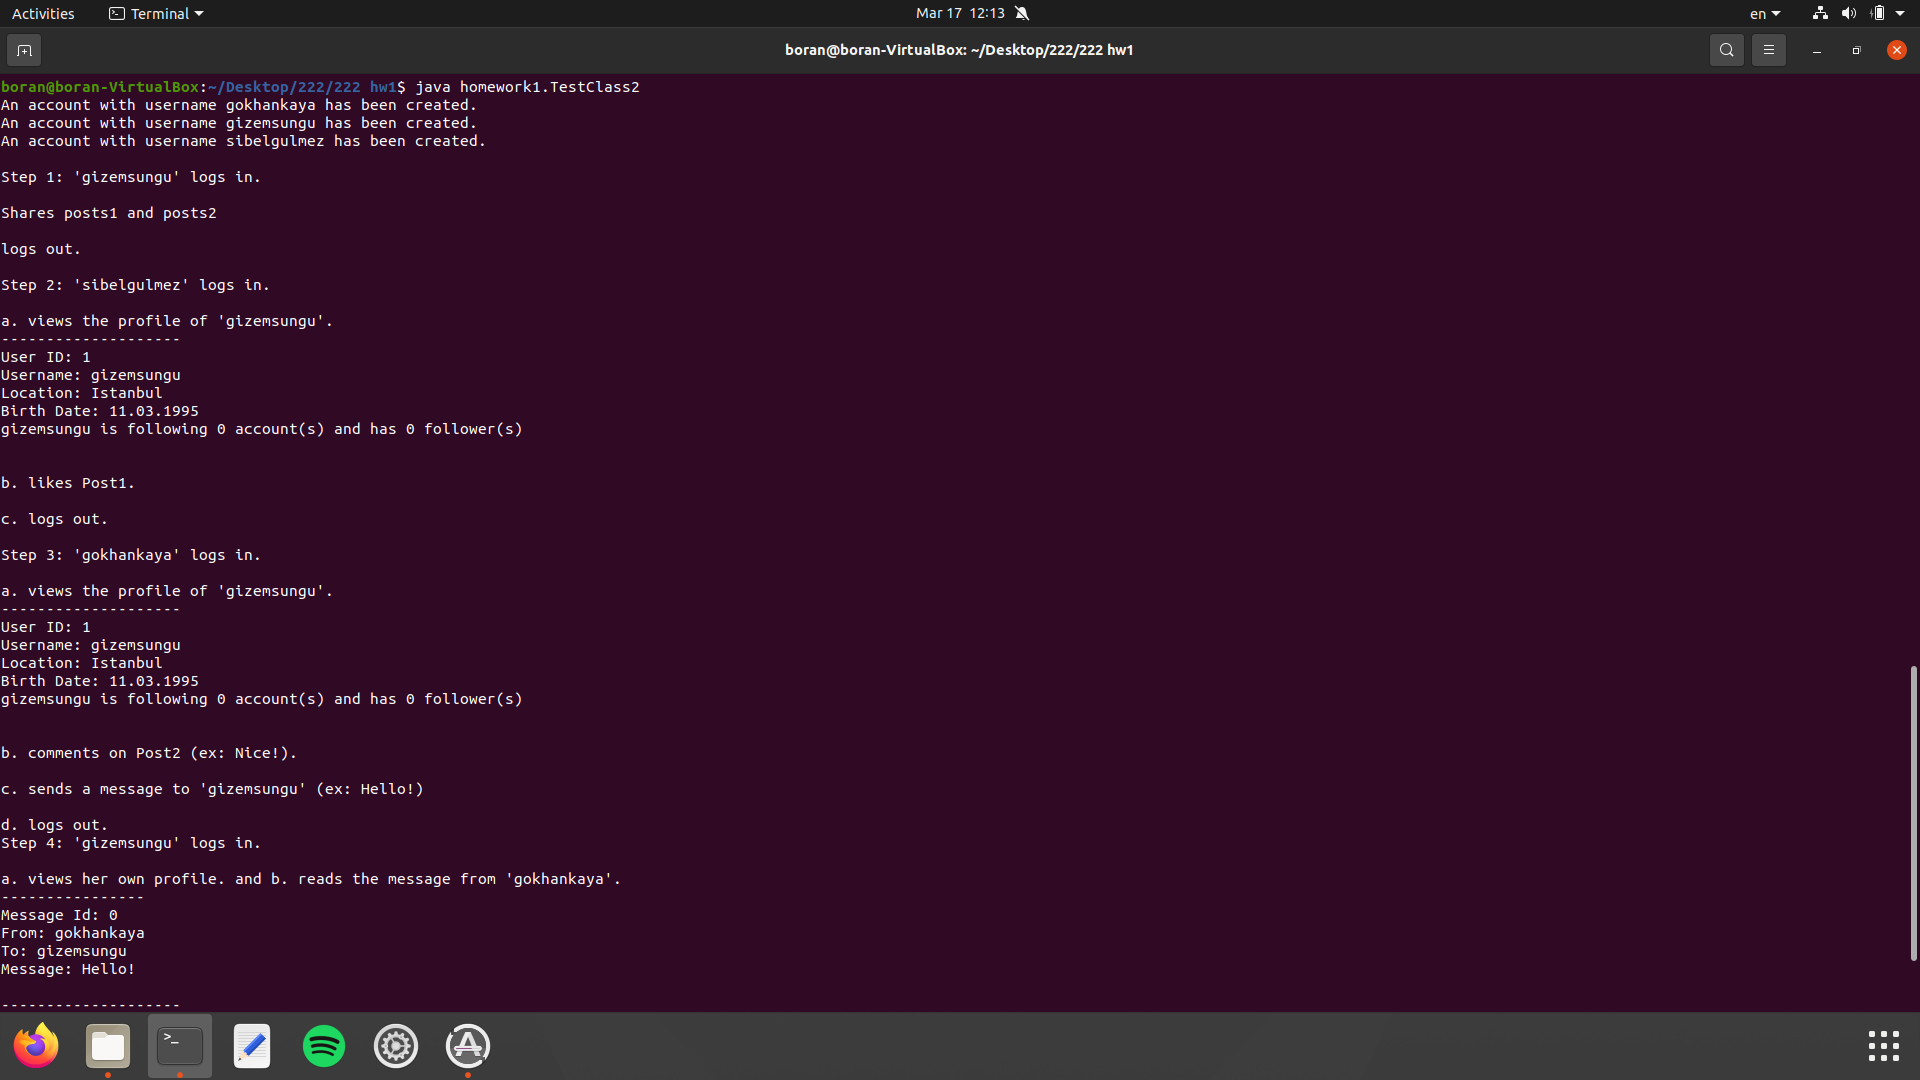 Activities Terminal Mar 17 12:13 en
boran@boran-VirtualBox: ~/Desktop/222/222 hw1
boran@boran-VirtualBox:~/Desktop/222/222 hw1$ java homework1.TestClass2
An account with username gokhankaya has been created.
An account with username gizemsungu has been created.
An account with username sibelgulmez has been created.
Step 1: 'gizemsungu' logs in.
Shares posts1 and posts2
logs out.
Step 2: 'sibelgulmez' logs in.
a. views the profile of 'gizemsungu'.
--------------------
User ID: 1
Username: gizemsungu
Location: Istanbul
Birth Date: 11.03.1995
gizemsungu is following 0 account(s) and has 0 follower(s)
b. likes Post1.
c. logs out.
Step 3: 'gokhankaya' logs in.
a. views the profile of 'gizemsungu'.
--------------------
User ID: 1
Username: gizemsungu
Location: Istanbul
Birth Date: 11.03.1995
gizemsungu is following 0 account(s) and has 0 follower(s)
b. comments on Post2 (ex: Nice!).
c. sends a message to 'gizemsungu' (ex: Hello!)
d. logs out.
Step 4: 'gizemsungu' logs in.
a. views her own profile. and b. reads the message from 'gokhankaya'.
----------------
Message Id: 0
From: gokhankaya
To: gizemsungu
Message: Hello!
--------------------